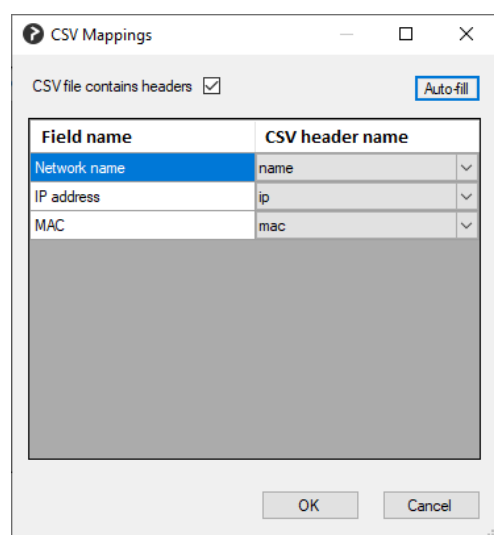 CSV Mappings
CSV file contains headers
Auto-fill
Field name CSV header name
Network name name
IP address ip
MAC mac
OK Cancel